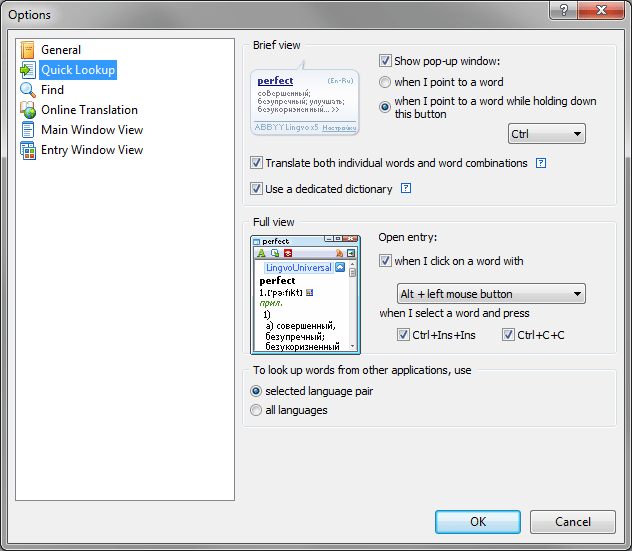 Options
General
Quick Lookup
Find
Online Translation
Main Window View
Entry Window View
Brief view
perfect (En-Ru)
совершенный;
безупречный; улучшать;
безукоризненный... >>
ABBYY Lingvo x5 Настройки
Show pop-up window:
when I point to a word
when I point to a word while holding down
this button
Ctrl
Translate both individual words and word combinations ?
Use a dedicated dictionary ?
Full view
perfect
LingvoUniversal
perfect
1.['pə:fɪkt]
прил.
1)
а) совершенный,
безупречный;
безукоризненный
Open entry:
when I click on a word with
Alt + left mouse button
when I select a word and press
Ctrl+Ins+Ins Ctrl+C+C
To look up words from other applications, use
selected language pair
all languages
OK Cancel